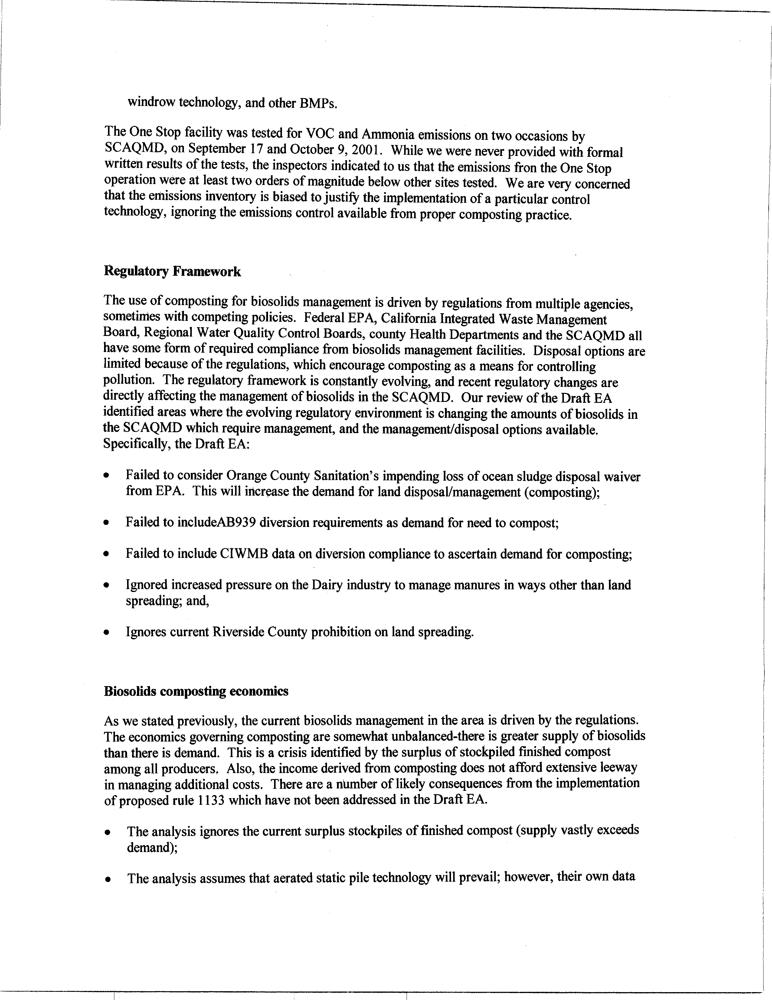 windrow technology, and other BMPs.
The One Stop facility was tested for VOC and Ammonia emissions on two occasions by
SCAQMD, on September 17 and October 9, 2001.  While we were never provided with formal
written results of the tests, the inspectors indicated to us that the emissions fron the One Stop
operation were at least two orders of magnitude below other sites tested.  We are very concerned
that the emissions inventory is biased to justify the implementation of a particular control
technology, ignoring the emissions control available from proper composting practice.
Regulatory Framework
The use of composting for biosolids management is driven by regulations from multiple agencies,
sometimes with competing policies.  Federal EPA, California Integrated Waste Management
Board, Regional Water Quality Control Boards, county Health Departments and the SCAQMD all
have some form of required compliance from biosolids management facilities.  Disposal options are
limited because of the regulations, which encourage composting as a means for controlling
pollution.  The regulatory framework is constantly evolving, and recent regulatory changes are
directly affecting the management of biosolids in the SCAQMD.  Our review of the Draft EA
identified areas where the evolving regulatory environment is changing the amounts of biosolids in
the SCAQMD which require management, and the management/disposal options available.
Specifically, the Draft EA:
• Failed to consider Orange County Sanitation's impending loss of ocean sludge disposal waiver
from EPA.  This will increase the demand for land disposal/management (composting);
• Failed to includeAB939 diversion requirements as demand for need to compost;
• Failed to include CIWMB data on diversion compliance to ascertain demand for composting;
• Ignored increased pressure on the Dairy industry to manage manures in ways other than land
spreading; and,
• Ignores current Riverside County prohibition on land spreading.
Biosolids composting economics
As we stated previously, the current biosolids management in the area is driven by the regulations.
The economics governing composting are somewhat unbalanced-there is greater supply of biosolids
than there is demand.  This is a crisis identified by the surplus of stockpiled finished compost
among all producers.  Also, the income derived from composting does not afford extensive leeway
in managing additional costs.  There are a number of likely consequences from the implementation
of proposed rule 1133 which have not been addressed in the Draft EA.
• The analysis ignores the current surplus stockpiles of finished compost (supply vastly exceeds
demand);
• The analysis assumes that aerated static pile technology will prevail; however, their own data